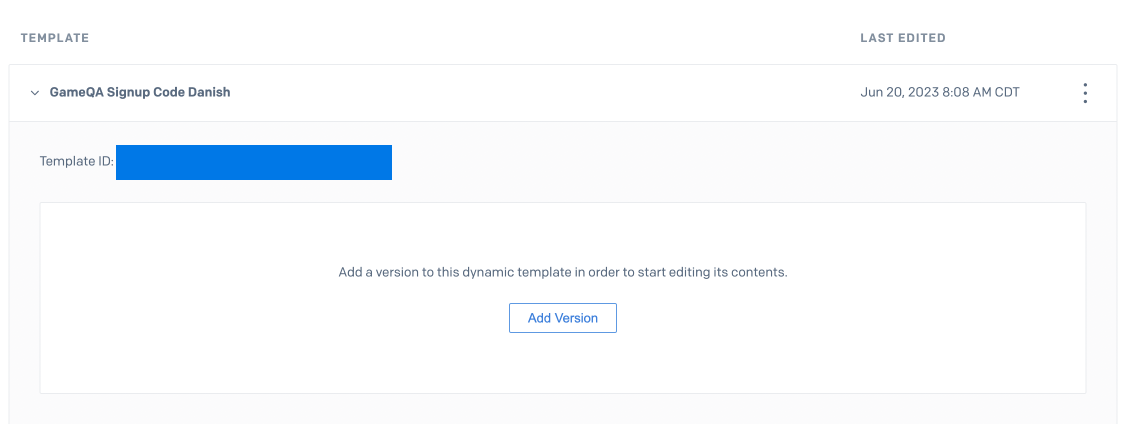 TEMPLATE LAST EDITED
GameQA Signup Code Danish Jun 20, 2023 8:08 AM CDT
Template ID:
Add a version to this dynamic template in order to start editing its contents.
Add Version